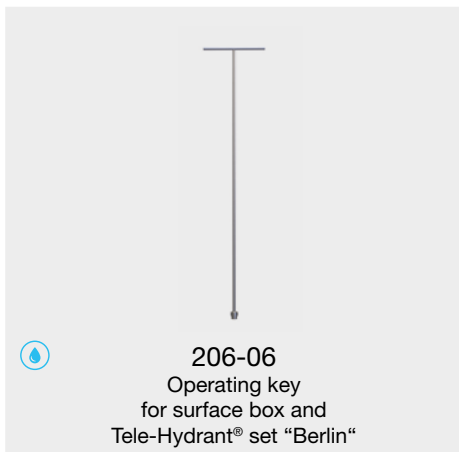 206-06
Operating key
for surface box and
Tele-Hydrant® set “Berlin“